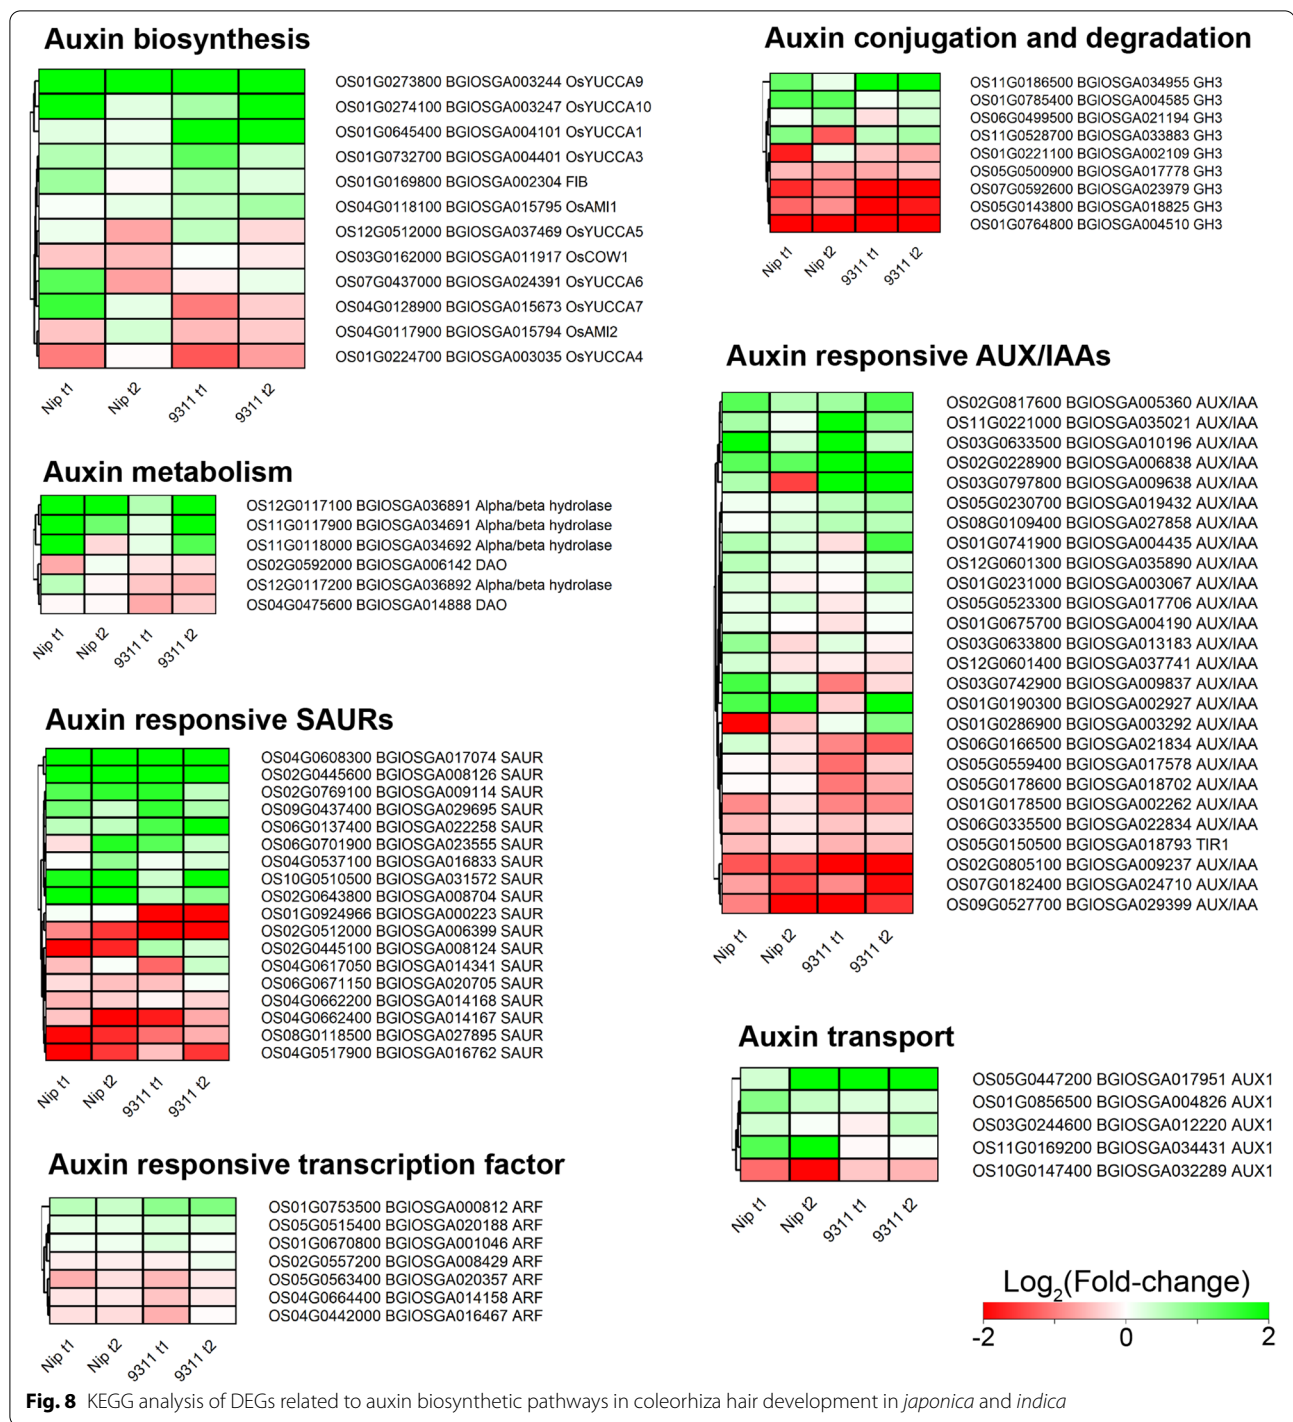 Auxin biosynthesis
OS01G0273800 BGIOSGA003244 OsYUCCA9
OS01G0274100 BGIOSGA003247 OsYUCCA10
OS01G0645400 BGIOSGA004101 OsYUCCA1
OS01G0732700 BGIOSGA004401 OsYUCCA3
OS01G0169800 BGIOSGA002304 FIB
OS04G0118100 BGIOSGA015795 OsAMI1
OS12G0512000 BGIOSGA037469 OsYUCCA5
OS03G0162000 BGIOSGA011917 OsCOW1
OS07G0437000 BGIOSGA024391 OsYUCCA6
OS04G0128900 BGIOSGA015673 OsYUCCA7
OS04G0117900 BGIOSGA015794 OsAMI2
OS01G0224700 BGIOSGA003035 OsYUCCA4
Nip t1 Nip t2 9311 t1 9311 t2
Auxin metabolism
OS12G0117100 BGIOSGA036891 Alpha/beta hydrolase
OS11G0117900 BGIOSGA034691 Alpha/beta hydrolase
OS11G0118000 BGIOSGA034692 Alpha/beta hydrolase
OS02G0592000 BGIOSGA006142 DAO
OS12G0117200 BGIOSGA036892 Alpha/beta hydrolase
OS04G0475600 BGIOSGA014888 DAO
Nip t1 Nip t2 9311 t1 9311 t2
Auxin responsive SAURs
OS04G0608300 BGIOSGA017074 SAUR
OS02G0445600 BGIOSGA008126 SAUR
OS02G0769100 BGIOSGA009114 SAUR
OS09G0437400 BGIOSGA029695 SAUR
OS06G0137400 BGIOSGA022258 SAUR
OS06G0701900 BGIOSGA023555 SAUR
OS04G0537100 BGIOSGA016833 SAUR
OS10G0510500 BGIOSGA031572 SAUR
OS02G0643800 BGIOSGA008704 SAUR
OS01G0924966 BGIOSGA000223 SAUR
OS02G0512000 BGIOSGA006399 SAUR
OS02G0445100 BGIOSGA008124 SAUR
OS04G0617050 BGIOSGA014341 SAUR
OS06G0671150 BGIOSGA020705 SAUR
OS04G0662200 BGIOSGA014168 SAUR
OS04G0662400 BGIOSGA014167 SAUR
OS08G0118500 BGIOSGA027895 SAUR
OS04G0517900 BGIOSGA016762 SAUR
Nip t1 Nip t2 9311 t1 9311 t2
Auxin responsive transcription factor
OS01G0753500 BGIOSGA000812 ARF
OS05G0515400 BGIOSGA020188 ARF
OS01G0670800 BGIOSGA001046 ARF
OS02G0557200 BGIOSGA008429 ARF
OS05G0563400 BGIOSGA020357 ARF
OS04G0664400 BGIOSGA014158 ARF
OS04G0442000 BGIOSGA016467 ARF
Nip t1 Nip t2 9311 t1 9311 t2
Auxin conjugation and degradation
OS11G0186500 BGIOSGA034955 GH3
OS01G0785400 BGIOSGA004585 GH3
OS06G0499500 BGIOSGA021194 GH3
OS11G0528700 BGIOSGA033883 GH3
OS01G0221100 BGIOSGA002109 GH3
OS05G0500900 BGIOSGA017778 GH3
OS07G0592600 BGIOSGA023979 GH3
OS05G0143800 BGIOSGA018825 GH3
OS01G0764800 BGIOSGA004510 GH3
Nip t1 Nip t2 9311 t1 9311 t2
Auxin responsive AUX/IAAs
OS02G0817600 BGIOSGA005360 AUX/IAA
OS11G0221000 BGIOSGA035021 AUX/IAA
OS03G0633500 BGIOSGA010196 AUX/IAA
OS02G0228900 BGIOSGA006838 AUX/IAA
OS03G0797800 BGIOSGA009638 AUX/IAA
OS05G0230700 BGIOSGA019432 AUX/IAA
OS08G0109400 BGIOSGA027858 AUX/IAA
OS01G0741900 BGIOSGA004435 AUX/IAA
OS12G0601300 BGIOSGA035890 AUX/IAA
OS01G0231000 BGIOSGA003067 AUX/IAA
OS05G0523300 BGIOSGA017706 AUX/IAA
OS01G0675700 BGIOSGA004190 AUX/IAA
OS03G0633800 BGIOSGA013183 AUX/IAA
OS12G0601400 BGIOSGA037741 AUX/IAA
OS03G0742900 BGIOSGA009837 AUX/IAA
OS01G0190300 BGIOSGA002927 AUX/IAA
OS01G0286900 BGIOSGA003292 AUX/IAA
OS06G0166500 BGIOSGA021834 AUX/IAA
OS05G0559400 BGIOSGA017578 AUX/IAA
OS05G0178600 BGIOSGA018702 AUX/IAA
OS01G0178500 BGIOSGA002262 AUX/IAA
OS06G0335500 BGIOSGA022834 AUX/IAA
OS05G0150500 BGIOSGA018793 TIR1
OS02G0805100 BGIOSGA009237 AUX/IAA
OS07G0182400 BGIOSGA024710 AUX/IAA
OS09G0527700 BGIOSGA029399 AUX/IAA
Nip t1 Nip t2 9311 t1 9311 t2
Auxin transport
OS05G0447200 BGIOSGA017951 AUX1
OS01G0856500 BGIOSGA004826 AUX1
OS03G0244600 BGIOSGA012220 AUX1
OS11G0169200 BGIOSGA034431 AUX1
OS10G0147400 BGIOSGA032289 AUX1
Nip t1 Nip t2 9311 t1 9311 t2
Log2(Fold-change)
-2 0 2
Fig. 8 KEGG analysis of DEGs related to auxin biosynthetic pathways in coleorhiza hair development in japonica and indica